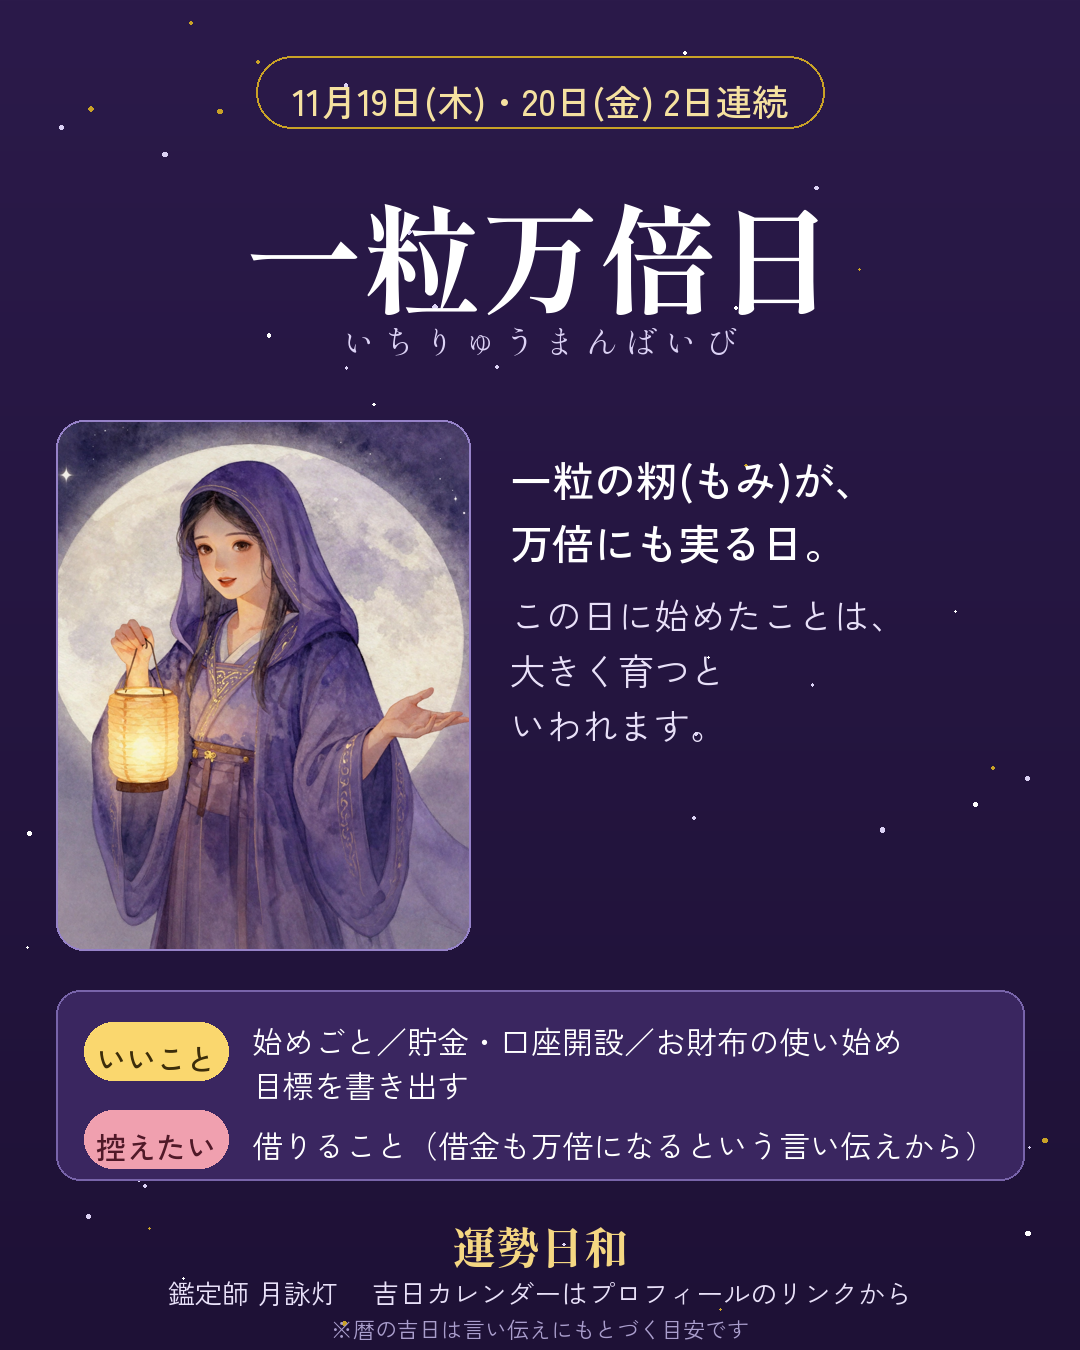 11月19日(木)・20日(金) 2日連続
一粒万倍日
いちりゅうまんばいび
一粒の籾(もみ)が、
万倍にも実る日。
この日に始めたことは、
大きく育つと
いわれます。
いいこと
始めごと／貯金・口座開設／お財布の使い始め
目標を書き出す
控えたい
借りること（借金も万倍になるという言い伝えから）
運勢日和
鑑定師 月詠灯　吉日カレンダーはプロフィールのリンクから
※暦の吉日は言い伝えにもとづく目安です